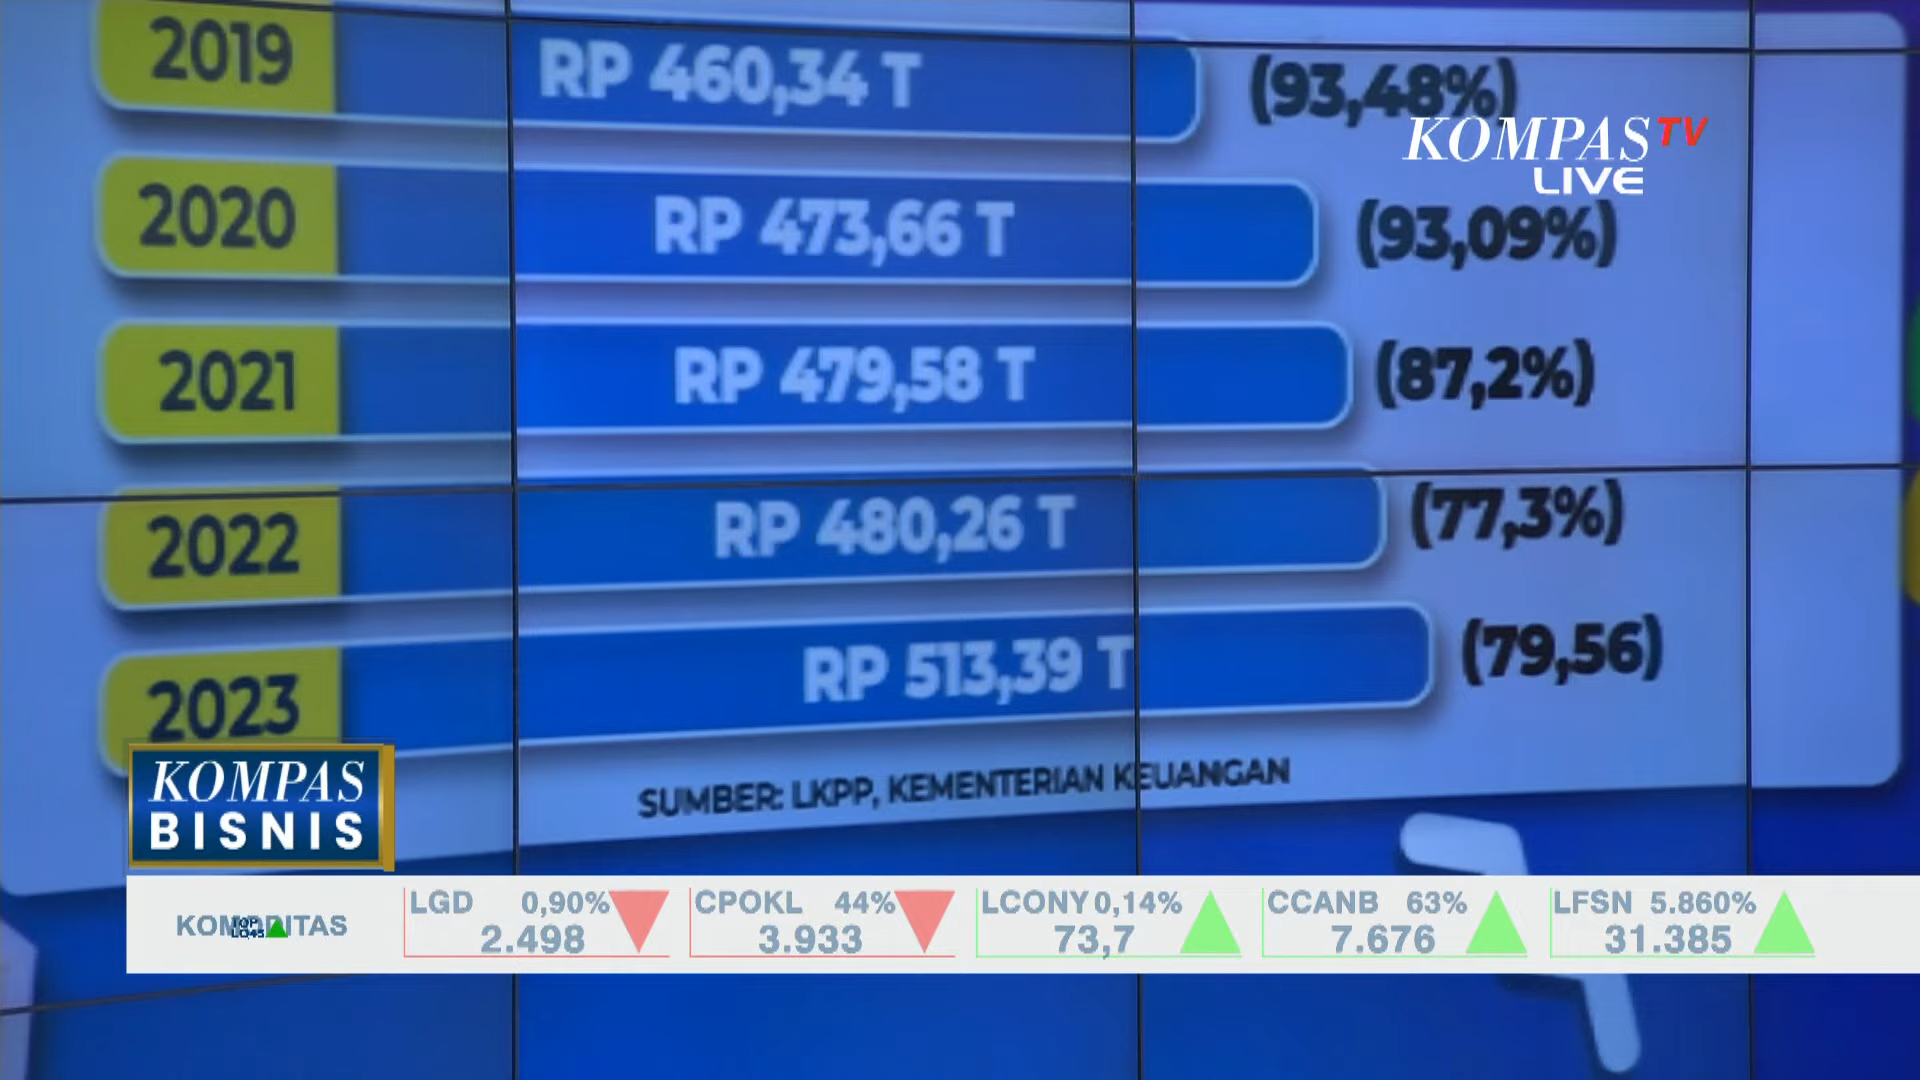 2019 RP 460,34 T (93,48%)
KOMPAS TV
LIVE
2020 RP 473,66 T (93,09%)
2021 RP 479,58 T (87,2%)
2022 RP 480,26 T (77,3%)
2023 RP 513,39 T (79,56)
SUMBER: LKPP, KEMENTERIAN KEUANGAN
KOMPAS
BISNIS
LGD 0,90%
2.498
CPOKL 44%
3.933
LCONY 0,14%
73,7
CCANB 63%
7.676
LFSN 5.860%
31.385